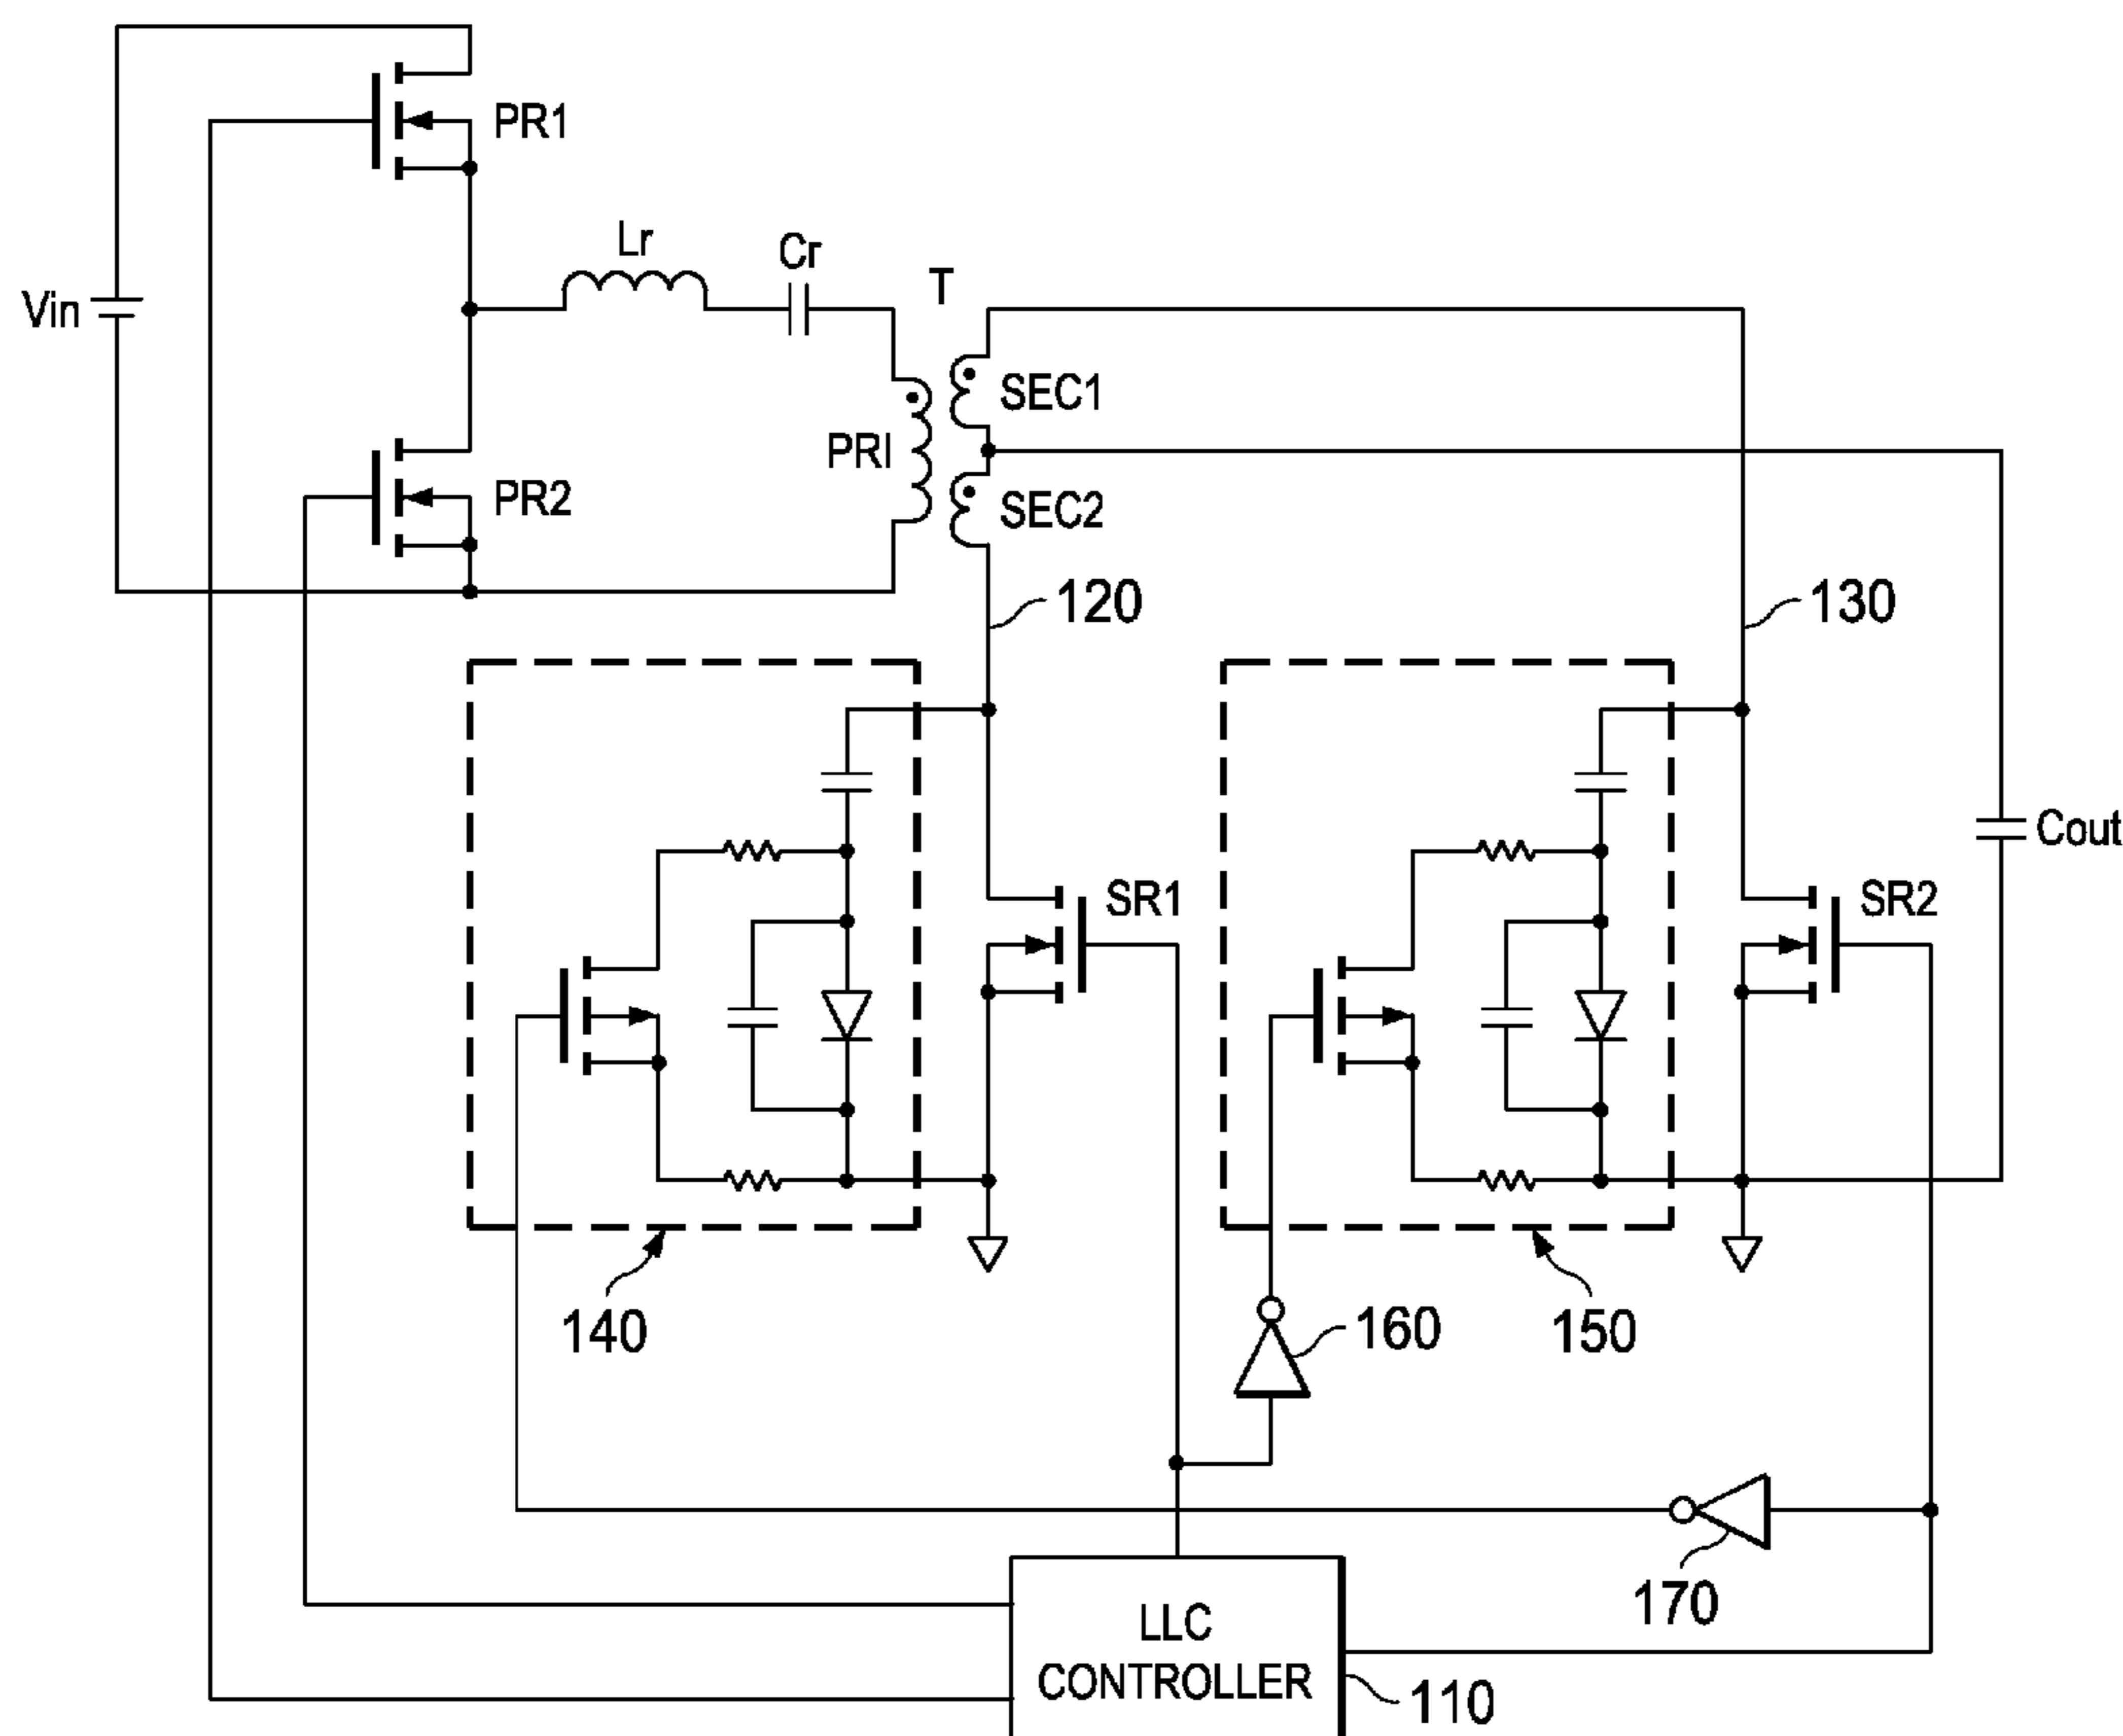 PR1
Lr
Cr
T
Vin
SEC1
PRI
PR2
SEC2
120
130
Cout
SR1
SR2
140
160
150
170
LLC
CONTROLLER
110